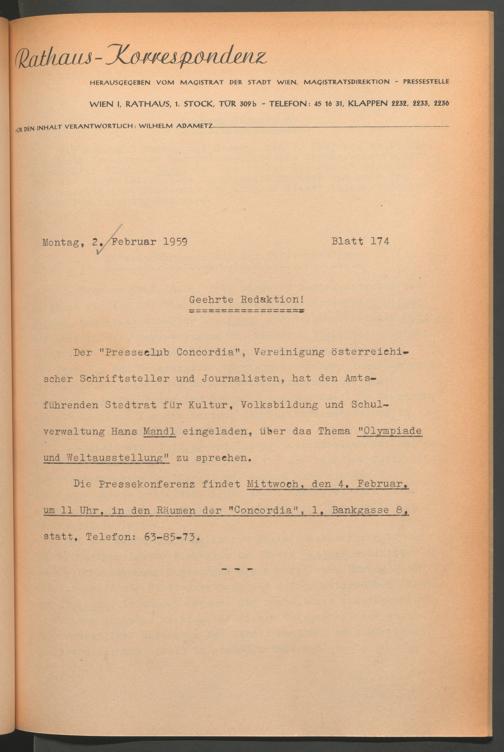 Rathaus-Korrespondenz
HERAUSGEGEBEN VOM MAGISTRAT DER STADT WIEN, MAGISTRATSDIREKTION - PRESSESTELLE
WIEN I, RATHAUS, 1. STOCK, TÜR 309b - TELEFON: 45 16 31, KLAPPEN 2232, 2233, 2236
FÜR DEN INHALT VERANTWORTLICH: WILHELM ADAMETZ
Montag, 2. Februar 1959 Blatt 174
Geehrte Redaktion!
==================
Der "Presseclub Concordia", Vereinigung österreichi-
scher Schriftsteller und Journalisten, hat den Amts-
führenden Stadtrat für Kultur, Volksbildung und Schul-
verwaltung Hans Mandl eingeladen, über das Thema "Olympiade
und Weltausstellung" zu sprechen.
Die Pressekonferenz findet Mittwoch, den 4. Februar,
um 11 Uhr, in den Räumen der "Concordia", 1, Bankgasse 8,
statt. Telefon: 63-85-73.
- - -